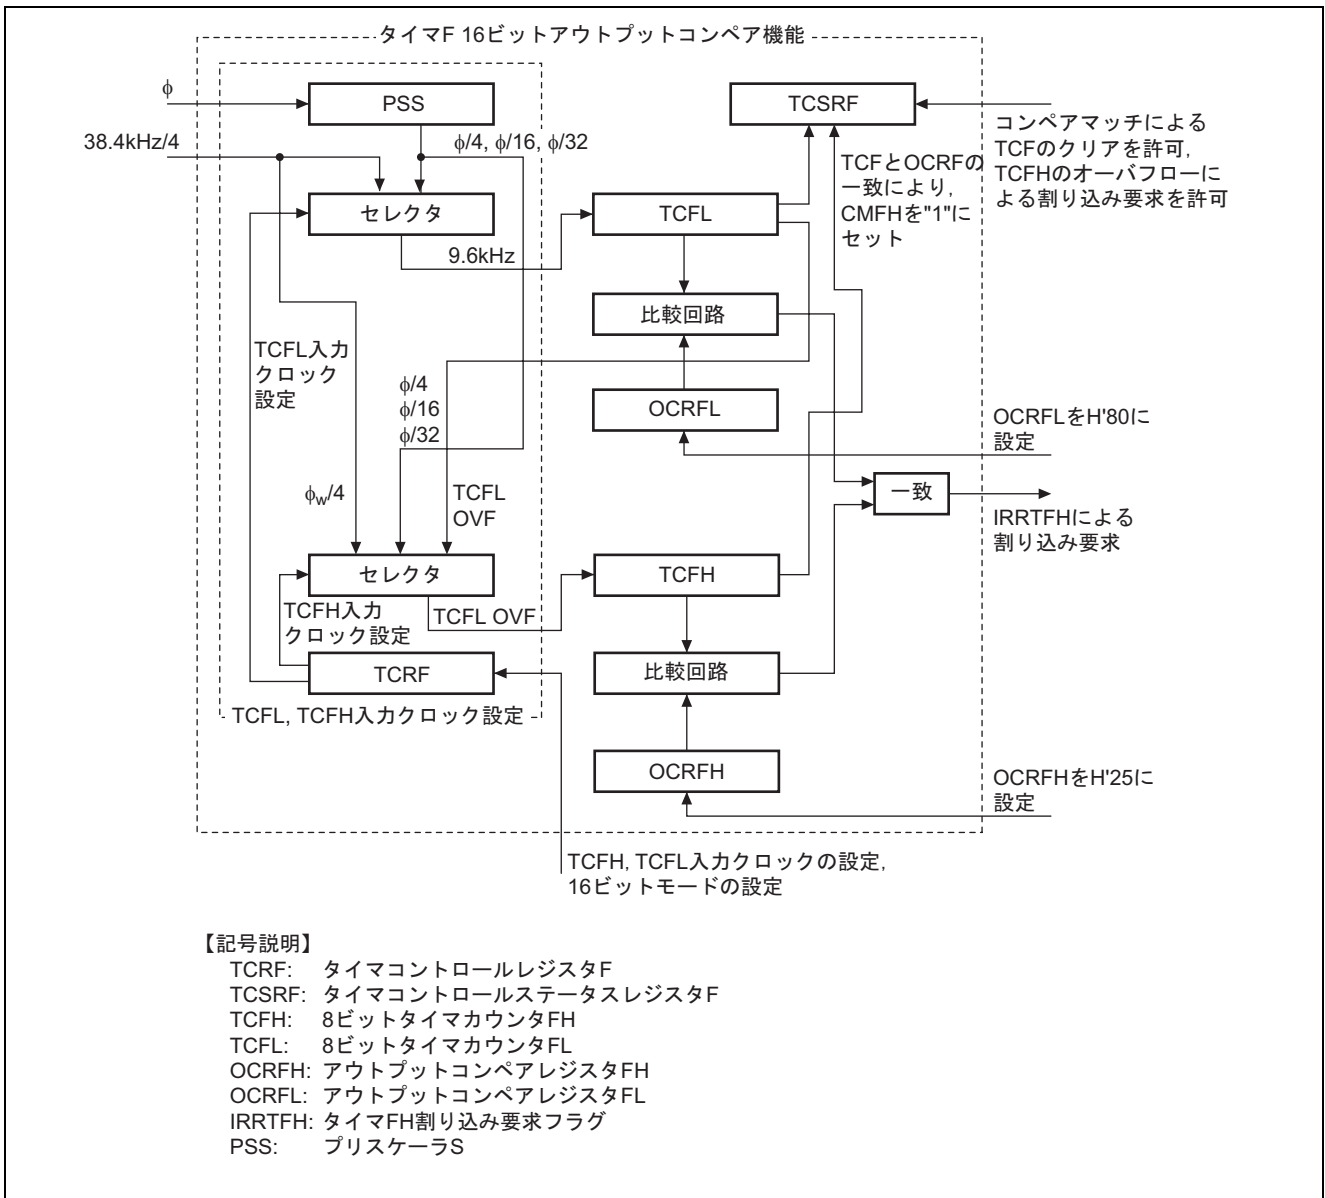 タイマF 16ビットアウトプットコンペア機能
φ
PSS
TCSRF
38.4kHz/4
φ/4, φ/16, φ/32
コンペアマッチによる
TCFのクリアを許可,
TCFHのオーバフローに
よる割り込み要求を許可
TCFとOCRFの
一致により,
CMFHを"1"に
セット
セレクタ
TCFL
9.6kHz
比較回路
TCFL入力
クロック
設定
φ/4
φ/16
φ/32
OCRFL
OCRFLをH'80に
設定
φw/4
TCFL
OVF
一致
IRRTFHによる
割り込み要求
セレクタ
TCFH
TCFH入力
クロック設定
TCFL OVF
TCRF
比較回路
TCFL, TCFH入力クロック設定
OCRFH
OCRFHをH'25に
設定
TCFH, TCFL入力クロックの設定,
16ビットモードの設定
【記号説明】
TCRF: タイマコントロールレジスタF
TCSRF: タイマコントロールステータスレジスタF
TCFH: 8ビットタイマカウンタFH
TCFL: 8ビットタイマカウンタFL
OCRFH: アウトプットコンペアレジスタFH
OCRFL: アウトプットコンペアレジスタFL
IRRTFH: タイマFH割り込み要求フラグ
PSS: プリスケーラS